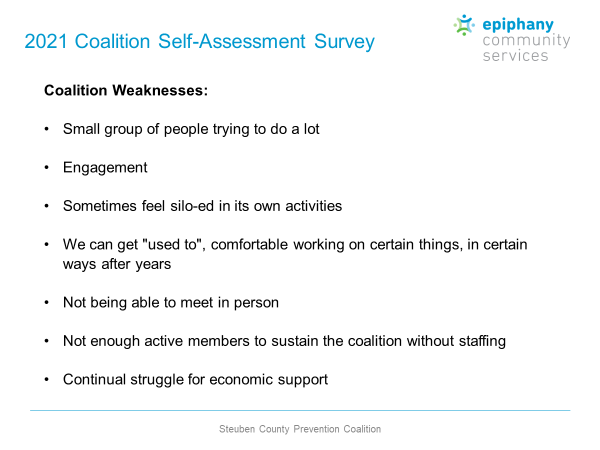 2021 Coalition Self-Assessment Survey
epiphany
community
services
Coalition Weaknesses:
• Small group of people trying to do a lot
• Engagement
• Sometimes feel silo-ed in its own activities
• We can get "used to", comfortable working on certain things, in certain
ways after years
• Not being able to meet in person
• Not enough active members to sustain the coalition without staffing
• Continual struggle for economic support
Steuben County Prevention Coalition